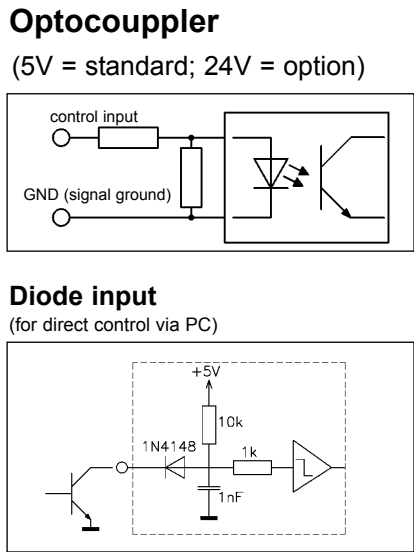 Optocouppler
(5V = standard; 24V = option)
control input
GND (signal ground)
Diode input
(for direct control via PC)
+5V
10k
1N4148
1k
1nF